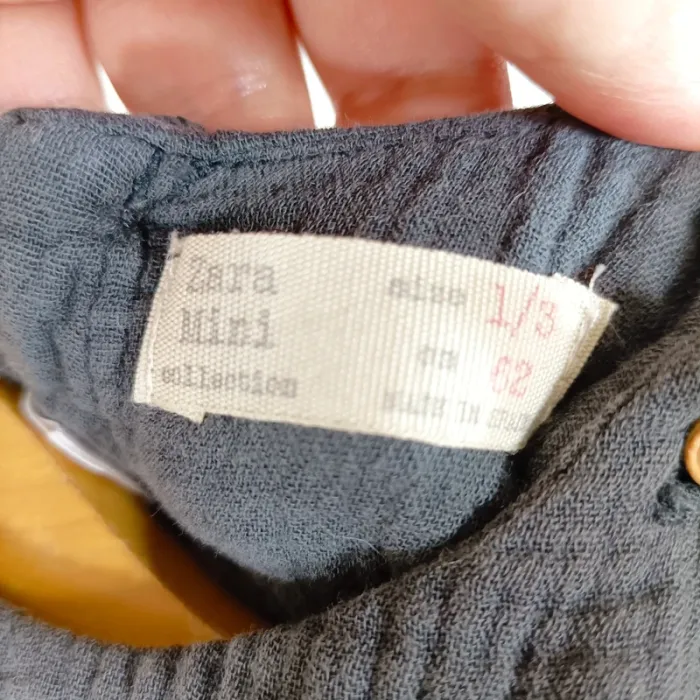 Zara
Mini
collection
size 1/3
cm 62
MADE IN